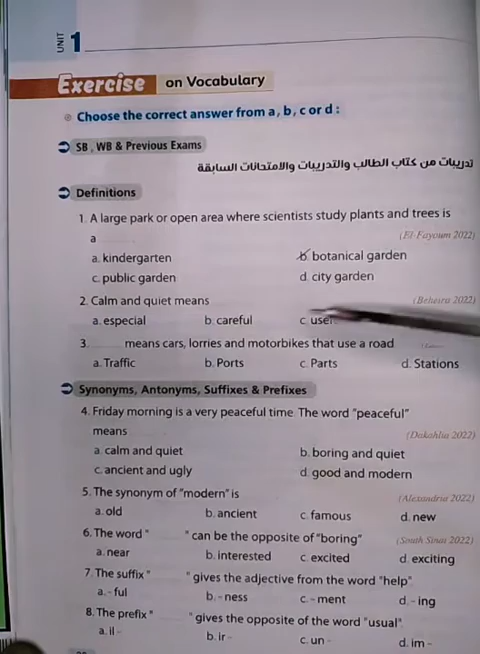 UNIT 1
Exercise on Vocabulary
Choose the correct answer from a, b, c or d :
SB, WB & Previous Exams
تدريبات من كتاب الطالب والتدريبات والامتحانات السابقة
Definitions
1. A large park or open area where scientists study plants and trees is
a (El-Fayoum 2022)
a. kindergarten b. botanical garden
c. public garden d. city garden
2. Calm and quiet means (Beheira 2022)
a. especial b. careful c.
3. means cars, lorries and motorbikes that use a road
a. Traffic b. Ports c. Parts d. Stations
Synonyms, Antonyms, Suffixes & Prefixes
4. Friday morning is a very peaceful time. The word "peaceful"
means (Dakahlia 2022)
a. calm and quiet b. boring and quiet
c. ancient and ugly d. good and modern
5. The synonym of "modern" is (Alexandria 2022)
a. old b. ancient c. famous d. new
6. The word " " can be the opposite of "boring" (South Sinai 2022)
a. near b. interested c. excited d. exciting
7. The suffix " " gives the adjective from the word "help".
a. - ful b. - ness c. - ment d. - ing
8. The prefix " " gives the opposite of the word "usual".
a. il - b. ir - c. un - d. im -